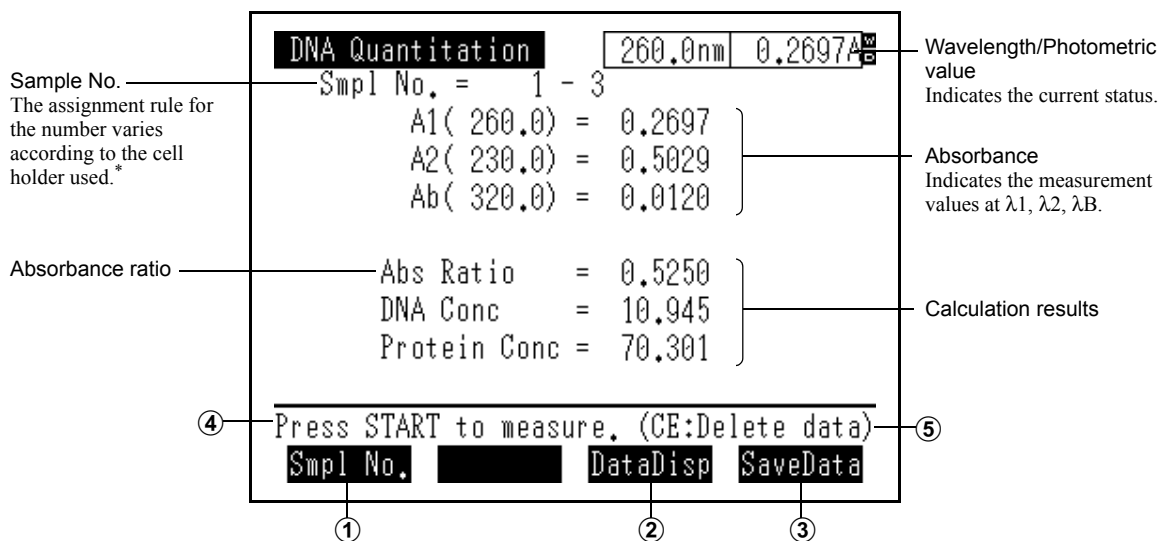 DNA Quantitation
260.0nm 0.2697A W D
Smpl No. = 1 - 3
A1( 260.0) = 0.2697
A2( 230.0) = 0.5029
Ab( 320.0) = 0.0120
Abs Ratio = 0.5250
DNA Conc = 10.945
Protein Conc = 70.301
Press START to measure. (CE:Delete data)
Smpl No. DataDisp SaveData
Sample No.
The assignment rule for
the number varies
according to the cell
holder used.*
Absorbance ratio
Wavelength/Photometric
value
Indicates the current status.
Absorbance
Indicates the measurement
values at λ1, λ2, λB.
Calculation results
④
⑤
① ② ③